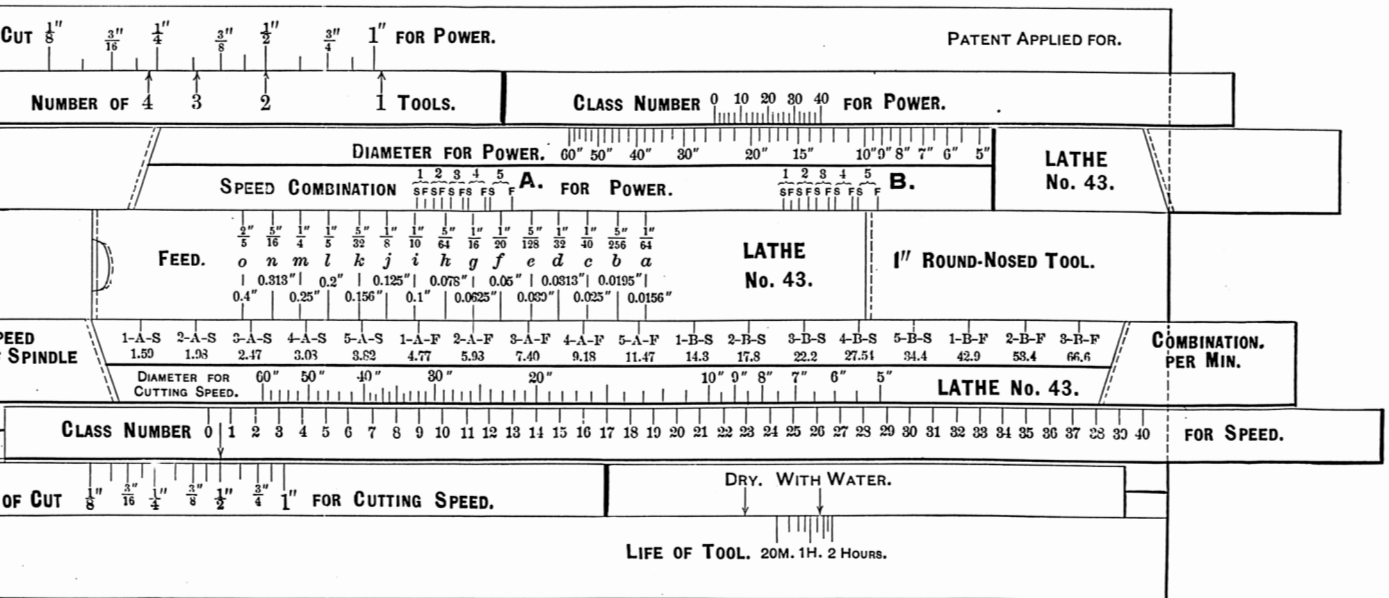 CUT 1/8" 3/16" 1/4" 3/8" 1/2" 3/4" 1" FOR POWER.
PATENT APPLIED FOR.
NUMBER OF 4 3 2 1 TOOLS.
CLASS NUMBER 0 10 20 30 40 FOR POWER.
DIAMETER FOR POWER. 60" 50" 40" 30" 20" 15" 10" 9" 8" 7" 6" 5"
LATHE
No. 43.
1 2 3 4 5 1 2 3 4 5
SPEED COMBINATION SF SF SF SF SF A. FOR POWER. SF SF SF SF SF B.
2/5" 5/16" 1/4" 1/5" 5/32" 1/8" 1/10" 5/64" 1/16" 1/20" 5/128" 1/32" 1/40" 5/256" 1/64"
FEED. o n m l k j i h g f e d c b a
0.313" 0.2" 0.125" 0.078" 0.05" 0.0313" 0.0195"
0.4" 0.25" 0.156" 0.1" 0.0625" 0.039" 0.025" 0.0156"
LATHE
No. 43.
1" ROUND-NOSED TOOL.
PEED
SPINDLE
1-A-S 2-A-S 3-A-S 4-A-S 5-A-S 1-A-F 2-A-F 3-A-F 4-A-F 5-A-F 1-B-S 2-B-S 3-B-S 4-B-S 5-B-S 1-B-F 2-B-F 3-B-F
1.59 1.98 2.47 3.03 3.82 4.77 5.93 7.40 9.18 11.47 14.3 17.8 22.2 27.51 34.4 42.9 53.4 66.6
COMBINATION.
PER MIN.
DIAMETER FOR
CUTTING SPEED.
60" 50" 40" 30" 20" 10" 9" 8" 7" 6" 5"
LATHE No. 43.
CLASS NUMBER 0 1 2 3 4 5 6 7 8 9 10 11 12 13 14 15 16 17 18 19 20 21 22 23 24 25 26 27 28 29 30 31 32 33 34 35 36 37 38 39 40 FOR SPEED.
OF CUT 1/8" 3/16" 1/4" 3/8" 1/2" 3/4" 1" FOR CUTTING SPEED.
DRY. WITH WATER.
LIFE OF TOOL. 20M. 1H. 2 HOURS.